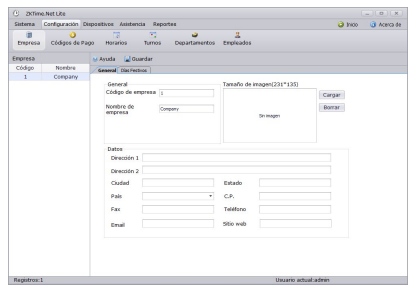 ZKTime.Net Lite
Sistema Configuración Dispositivos Asistencia Reportes Inicio Acerca de
Empresa Códigos de Pago Horarios Turnos Departamentos Empleados
Empresa Ayuda Guardar
Código Nombre General Días Festivos
1 Company
General Tamaño de imagen(231*135)
Código de empresa 1 Cargar
Nombre de empresa Company Borrar
Sin imagen
Datos
Dirección 1
Dirección 2
Ciudad Estado
País C.P.
Fax Teléfono
Email Sitio web
Registros:1 Usuario actual:admin